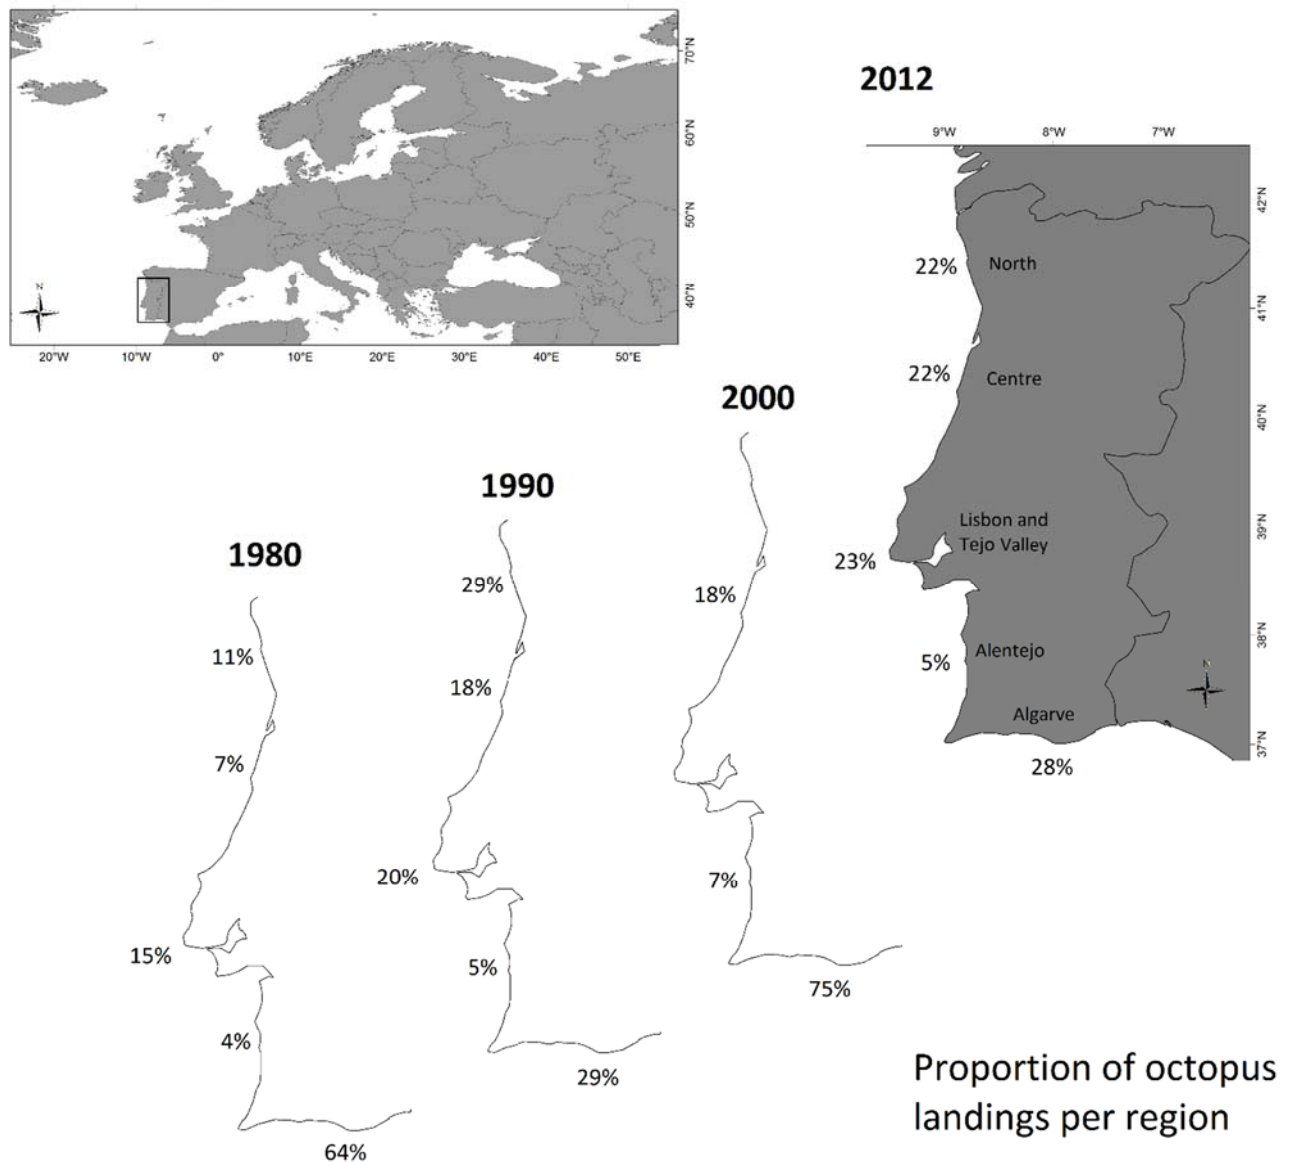 70°N
60°N
50°N
40°N
N
20°W 10°W 0° 10°E 20°E 30°E 40°E 50°E
2012
9°W 8°W 7°W
42°N
41°N
40°N
39°N
38°N
37°N
22% North
22% Centre
Lisbon and
Tejo Valley
23%
5% Alentejo
N
Algarve
28%
2000
18%
7%
75%
1990
29%
18%
20%
5%
29%
1980
11%
7%
15%
4%
64%
Proportion of octopus
landings per region